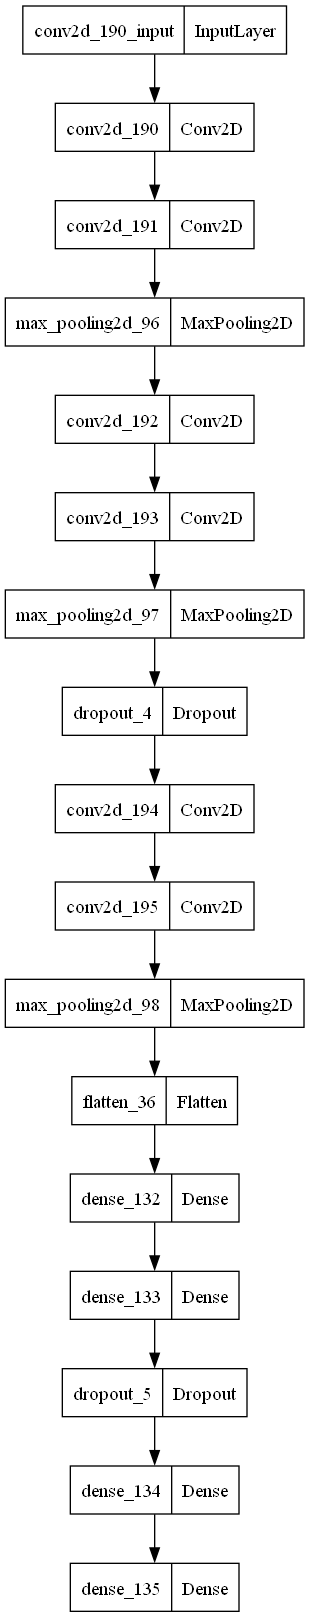 conv2d_190_input InputLayer
conv2d_190 Conv2D
conv2d_191 Conv2D
max_pooling2d_96 MaxPooling2D
conv2d_192 Conv2D
conv2d_193 Conv2D
max_pooling2d_97 MaxPooling2D
dropout_4 Dropout
conv2d_194 Conv2D
conv2d_195 Conv2D
max_pooling2d_98 MaxPooling2D
flatten_36 Flatten
dense_132 Dense
dense_133 Dense
dropout_5 Dropout
dense_134 Dense
dense_135 Dense